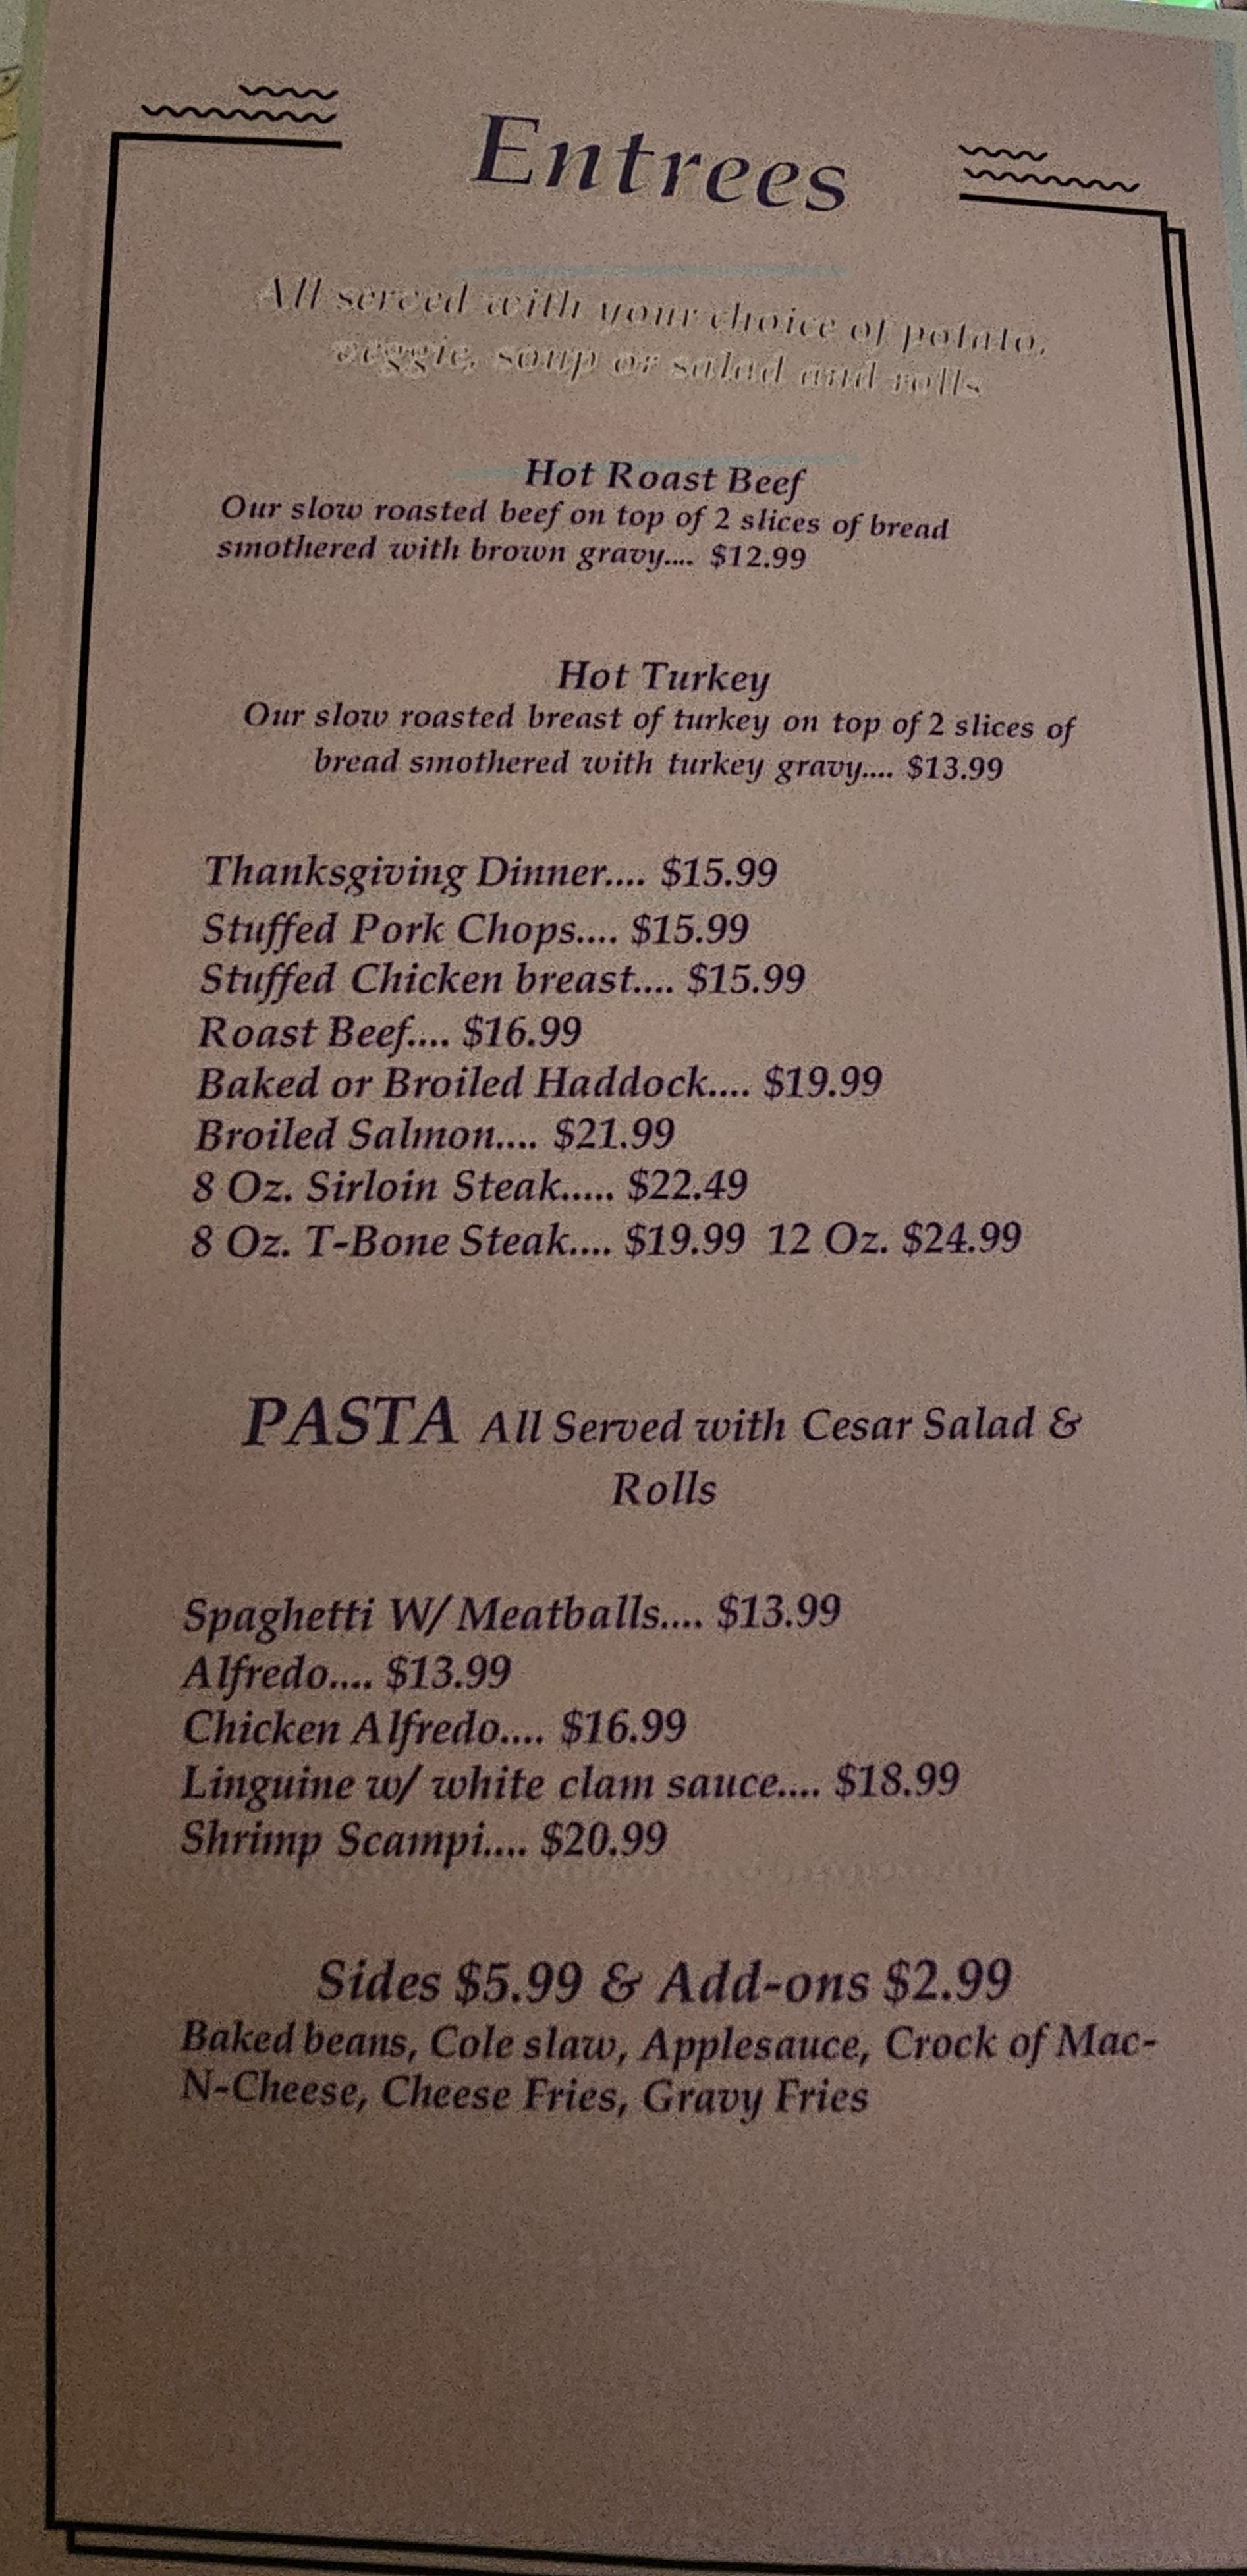 Entrees
All served with your choice of potato,
veggie, soup or salad and rolls
Hot Roast Beef
Our slow roasted beef on top of 2 slices of bread
smothered with brown gravy.... $12.99
Hot Turkey
Our slow roasted breast of turkey on top of 2 slices of
bread smothered with turkey gravy.... $13.99
Thanksgiving Dinner.... $15.99
Stuffed Pork Chops.... $15.99
Stuffed Chicken breast.... $15.99
Roast Beef.... $16.99
Baked or Broiled Haddock.... $19.99
Broiled Salmon.... $21.99
8 Oz. Sirloin Steak..... $22.49
8 Oz. T-Bone Steak.... $19.99 12 Oz. $24.99
PASTA All Served with Cesar Salad &
Rolls
Spaghetti W/ Meatballs.... $13.99
Alfredo.... $13.99
Chicken Alfredo.... $16.99
Linguine w/ white clam sauce.... $18.99
Shrimp Scampi.... $20.99
Sides $5.99 & Add-ons $2.99
Baked beans, Cole slaw, Applesauce, Crock of Mac-
N-Cheese, Cheese Fries, Gravy Fries